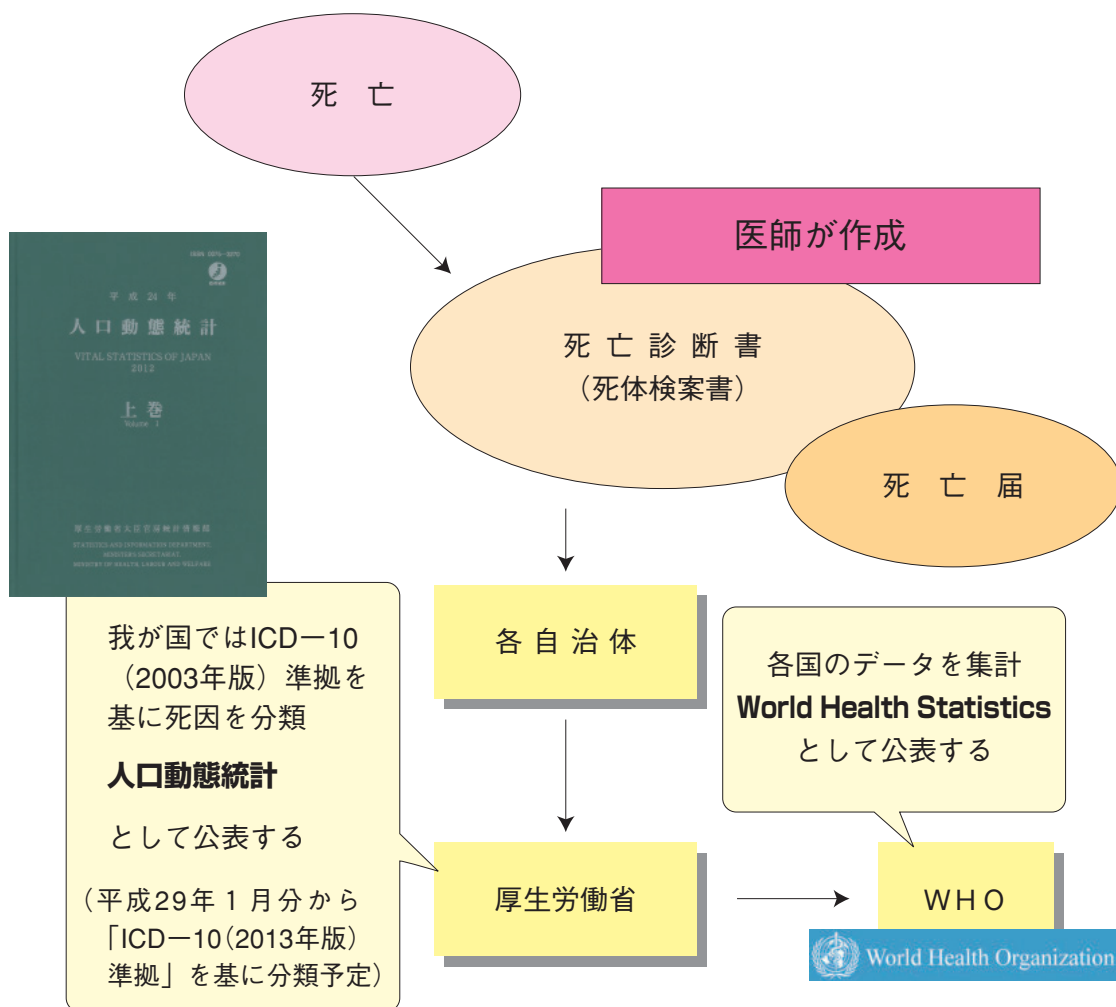 死 亡
医師が作成
死 亡 診 断 書
（死体検案書）
死 亡 届
平 成 24 年
人 口 動 態 統 計
VITAL STATISTICS OF JAPAN
2012
上 巻
Volume 1
厚生労働省大臣官房統計情報部
STATISTICS AND INFORMATION DEPARTMENT,
MINISTER'S SECRETARIAT,
MINISTRY OF HEALTH, LABOUR AND WELFARE
各 自 治 体
我が国ではICD－10
（2003年版）準拠を
基に死因を分類
人口動態統計
として公表する
（平成29年１月分から
「ICD－10（2013年版）
準拠」を基に分類予定）
各国のデータを集計
World Health Statistics
として公表する
厚生労働省
ＷＨＯ
World Health Organization